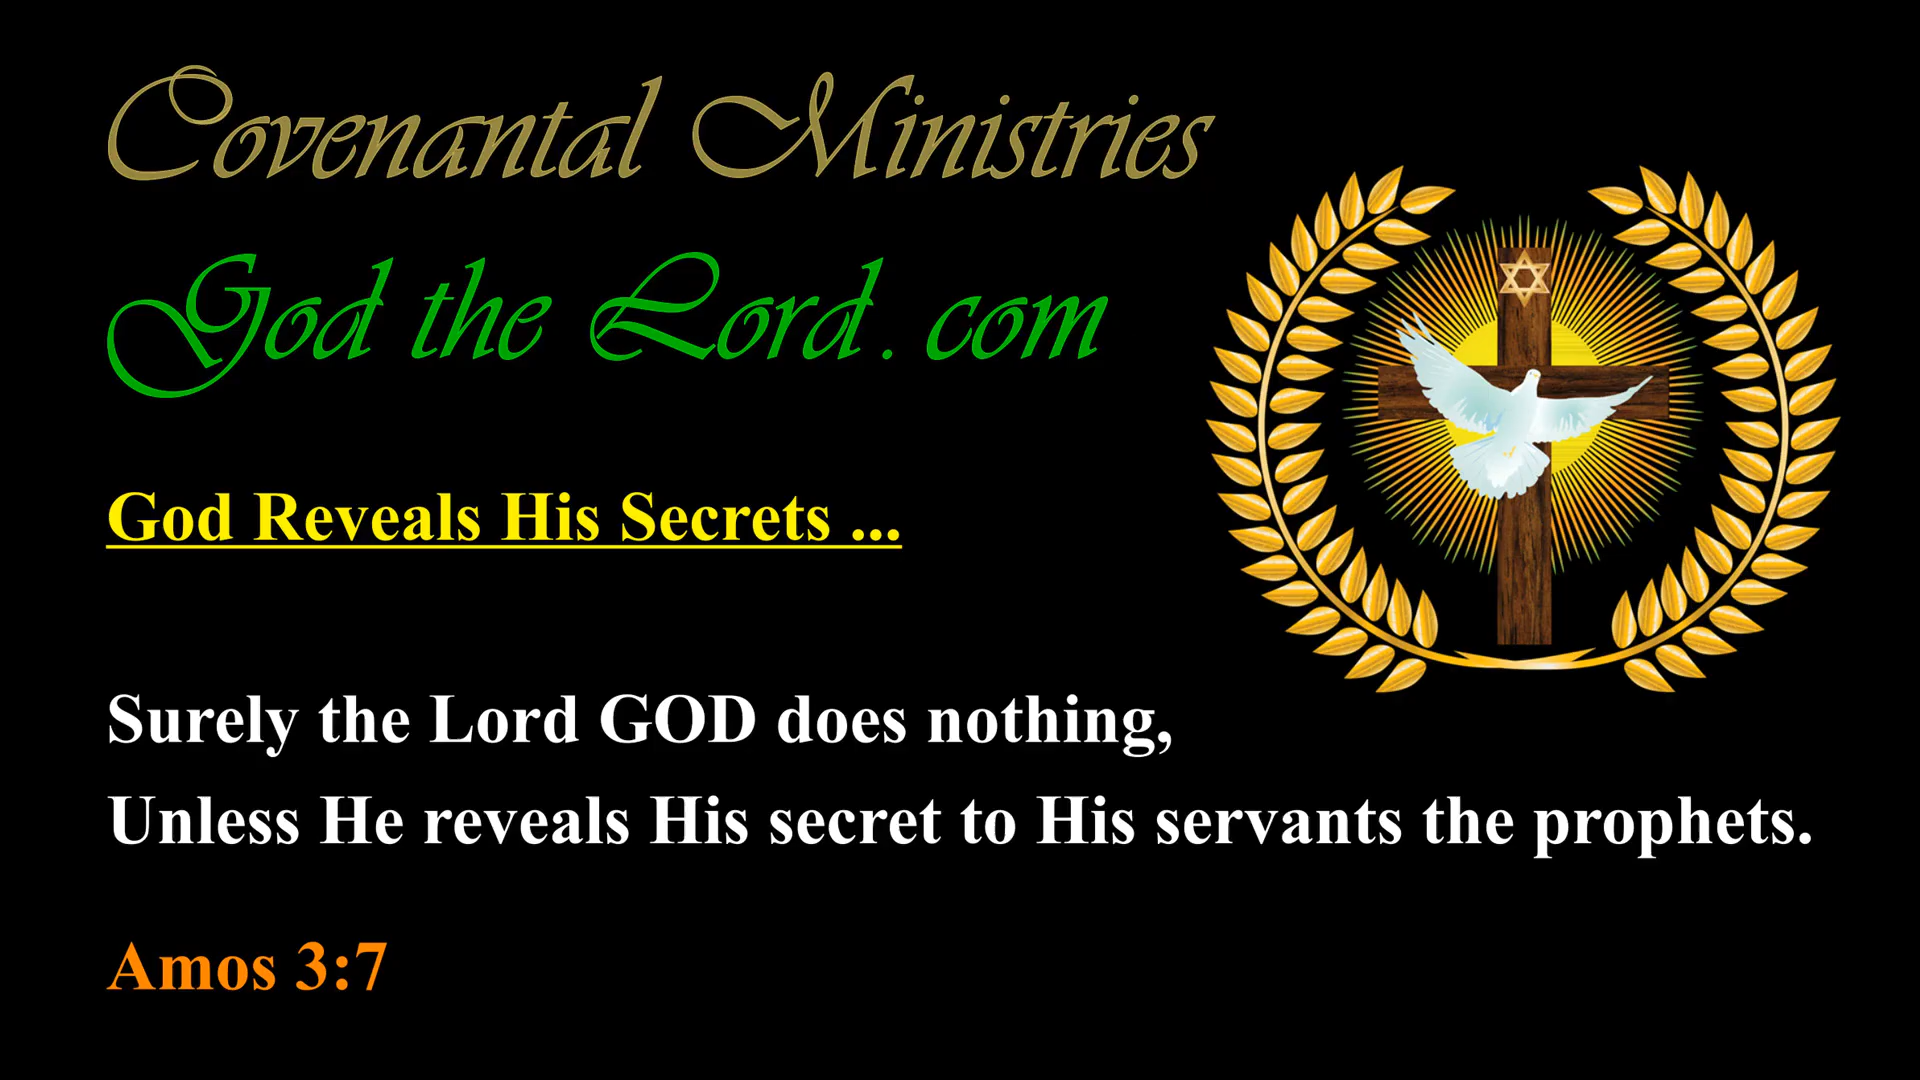 Covenantal Ministries
God the Lord . com
God Reveals His Secrets ...
Surely the Lord GOD does nothing,
Unless He reveals His secret to His servants the prophets.
Amos 3:7